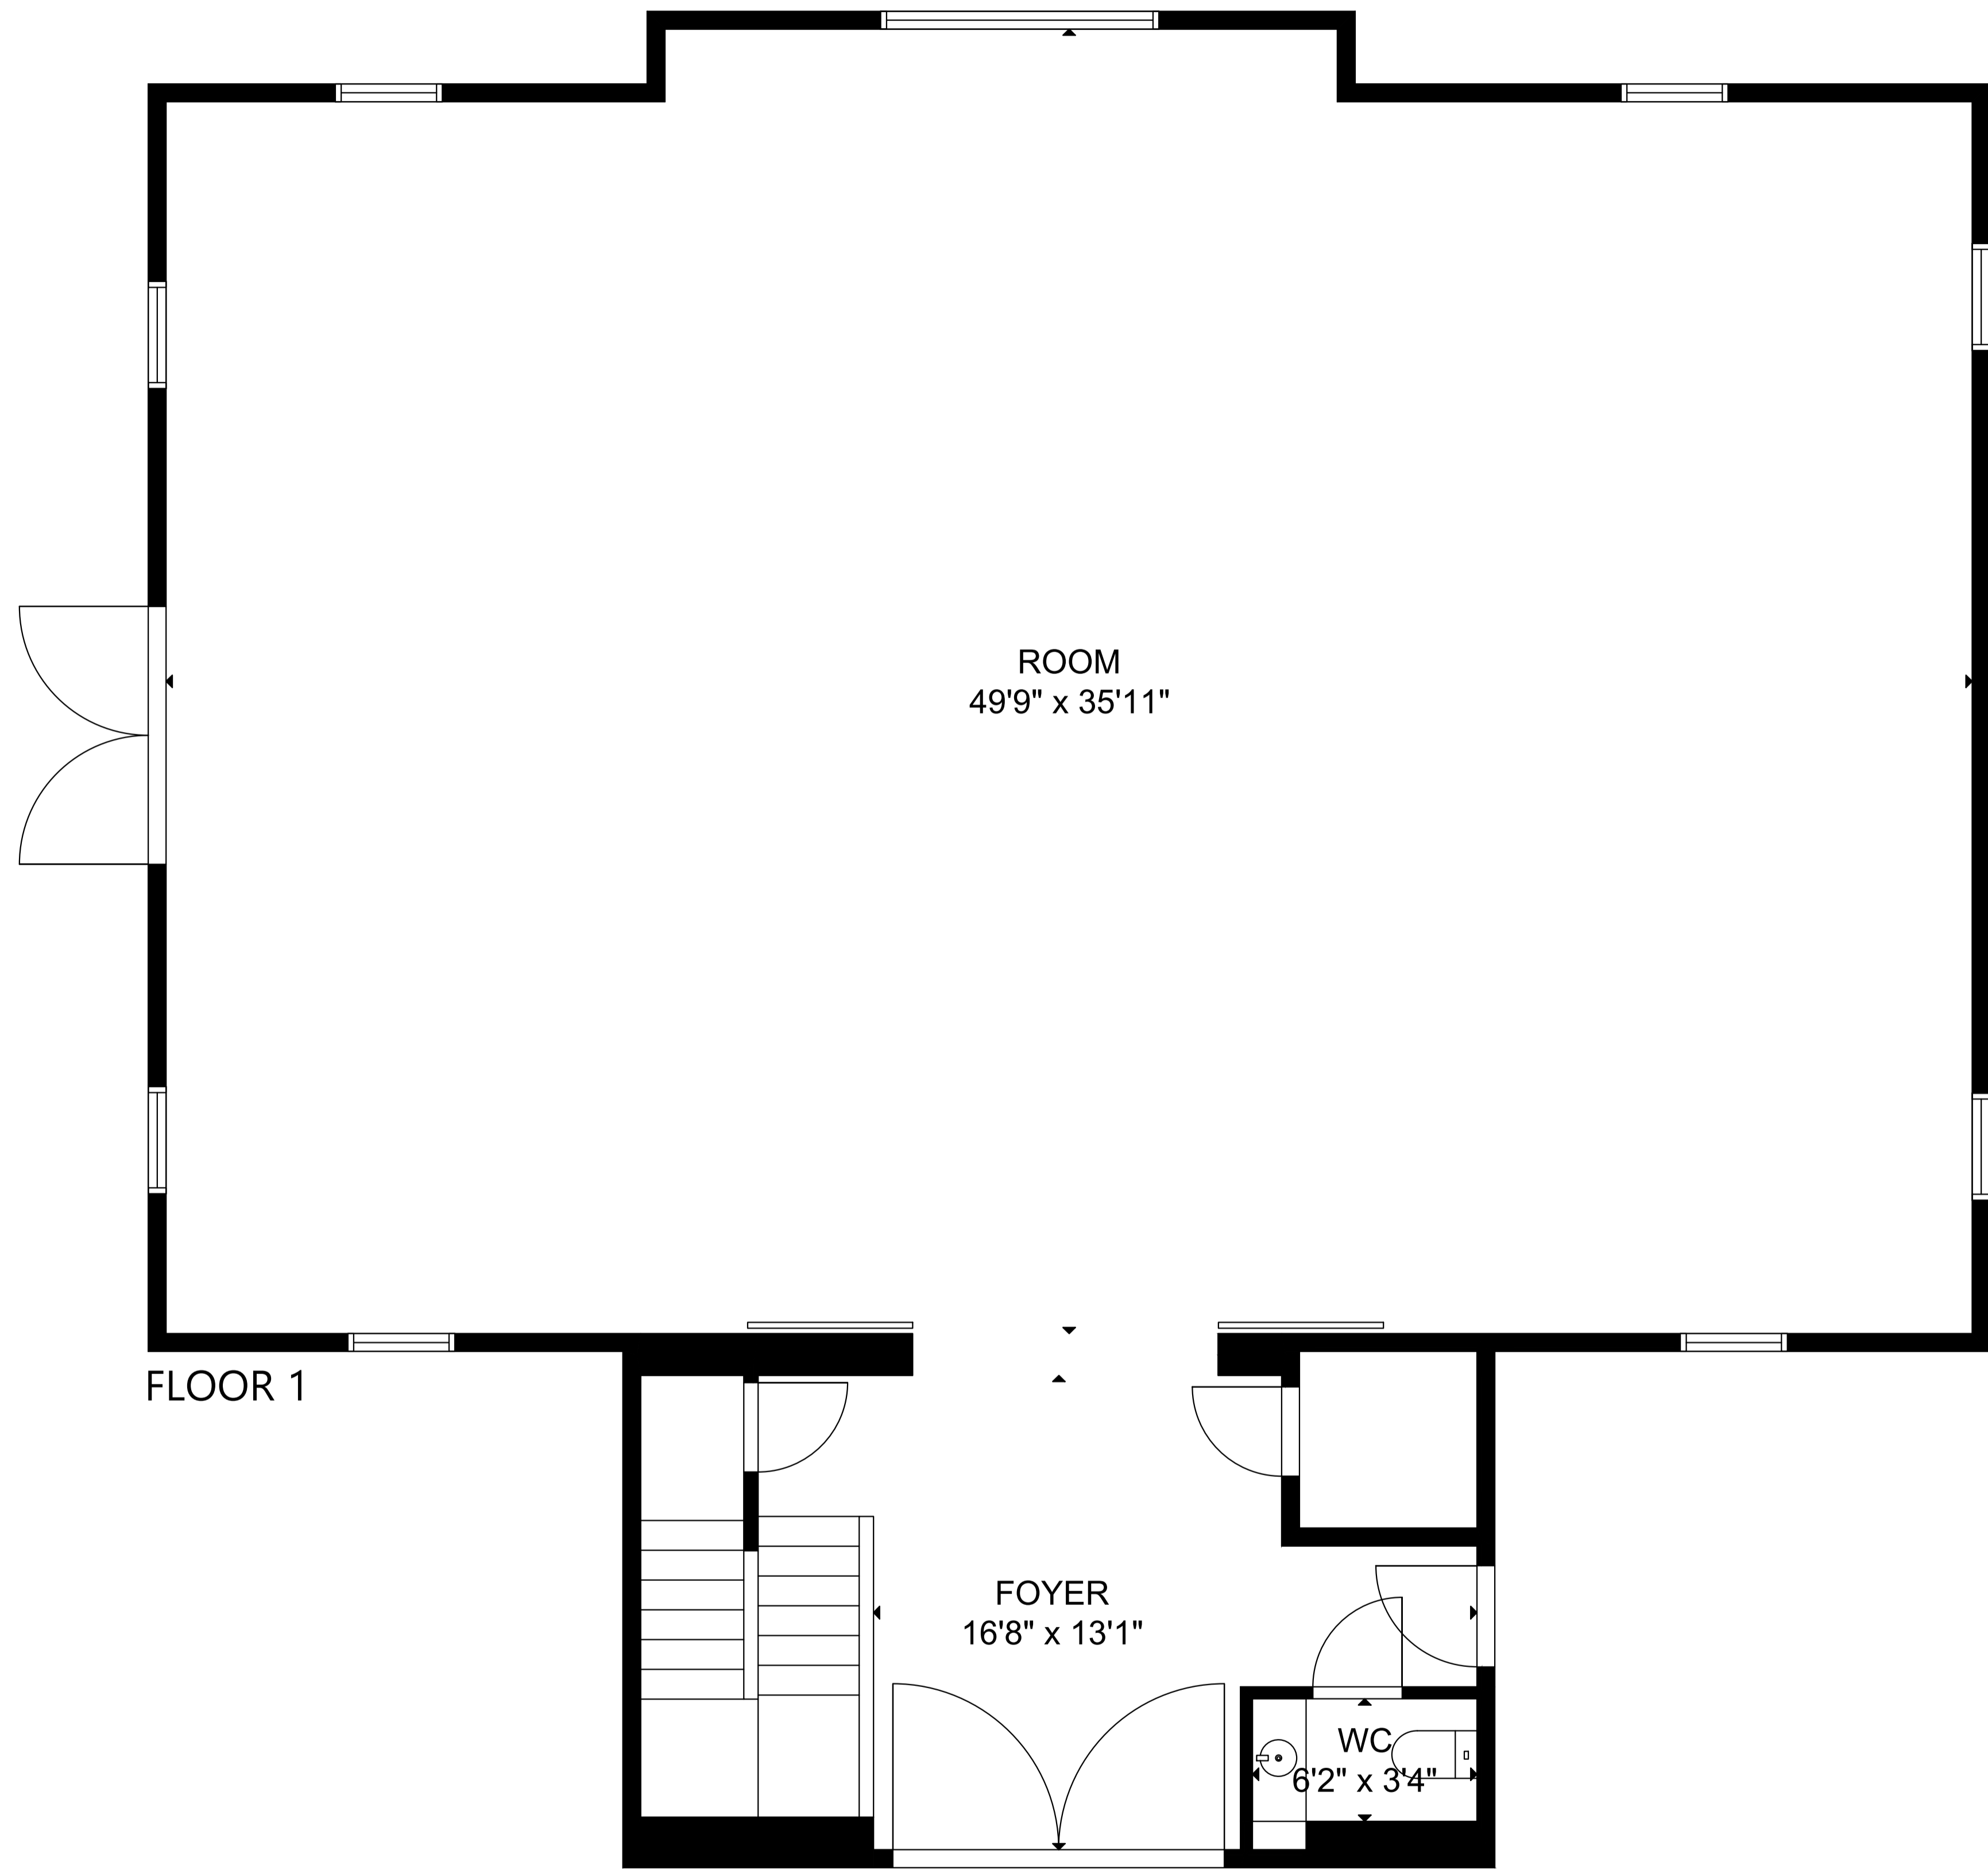 ROOM
49'9" x 35'11"
FLOOR 1
FOYER
16'8" x 13'1"
WC
6'2" x 3'4"